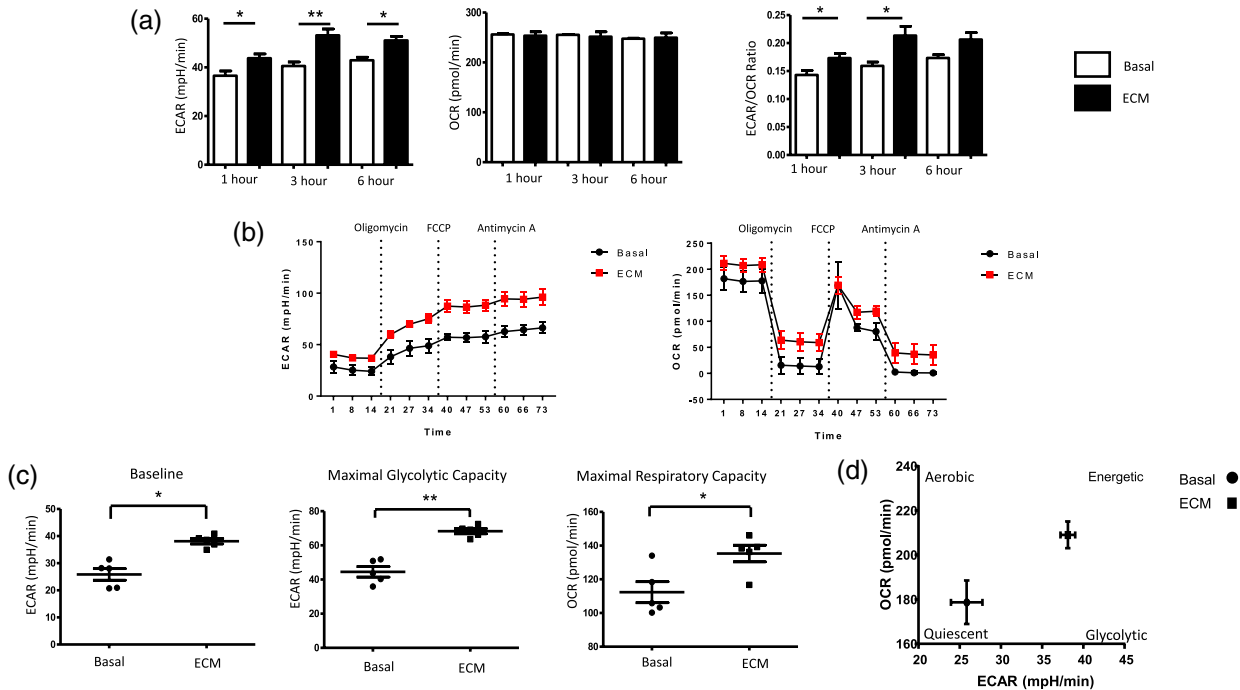 (a)
ECAR (mpH/min)
60
40
20
0
*
**
*
1 hour
3 hour
6 hour
OCR (pmol/min)
300
200
100
0
1 hour
3 hour
6 hour
ECAR/OCR Ratio
0.25
0.20
0.15
0.10
0.05
0.00
*
*
1 hour
3 hour
6 hour
Basal
ECM
(b)
Oligomycin
FCCP
Antimycin A
ECAR (mpH/min)
150
100
50
0
1 8 14 21 27 34 40 47 53 60 66 73
Time
Basal
ECM
Oligomycin
FCCP
Antimycin A
OCR (pmol/min)
250
200
150
100
50
0
-50
1 8 14 21 27 34 40 47 53 60 66 73
Time
Basal
ECM
(c)
Baseline
*
ECAR (mpH/min)
50
40
30
20
10
0
Basal
ECM
Maximal Glycolytic Capacity
**
ECAR (mpH/min)
80
60
40
20
0
Basal
ECM
Maximal Respiratory Capacity
*
OCR (pmol/min)
160
140
120
100
80
Basal
ECM
(d)
OCR (pmol/min)
220
200
180
160
Aerobic
Energetic
Quiescent
Glycolytic
20 25 30 35 40 45
ECAR (mpH/min)
Basal
ECM